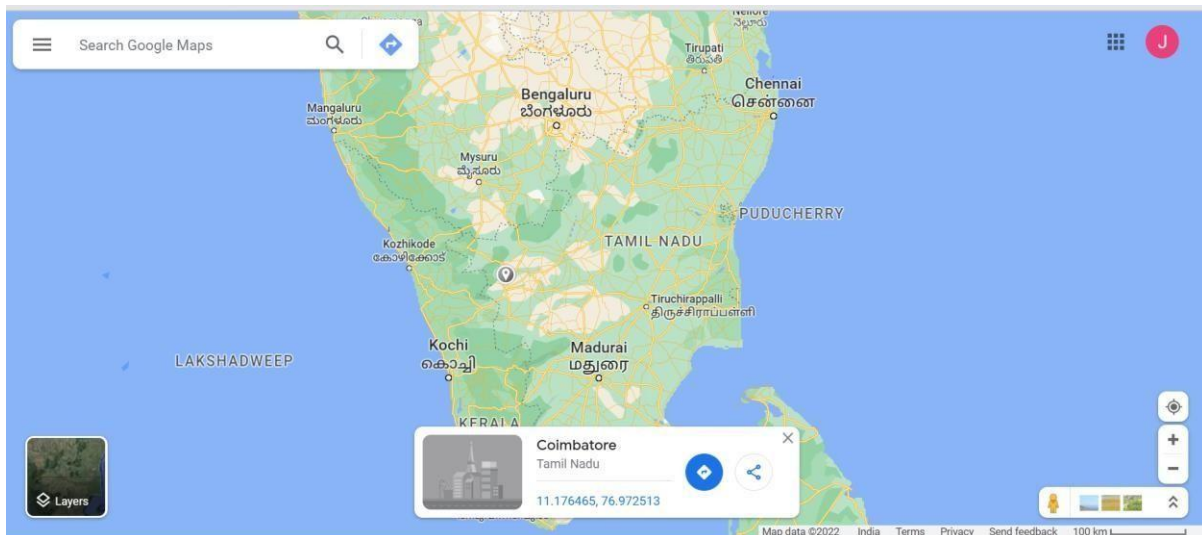 Nellore
నెల్లూరు
Search Google Maps
J
Tirupati
తిరుపతి
Chennai
சென்னை
Bengaluru
ಬೆಂಗಳೂರು
Mangaluru
ಮಂಗಳೂರು
Mysuru
ಮೈಸೂರು
PUDUCHERRY
TAMIL NADU
Kozhikode
കോഴിക്കോട്
Tiruchirappalli
திருச்சிராப்பள்ளி
Kochi
കൊച്ചി
Madurai
மதுரை
LAKSHADWEEP
KERALA
Coimbatore
Tamil Nadu
11.176465, 76.972513
Layers
Map data ©2022 India Terms Privacy Send feedback 100 km